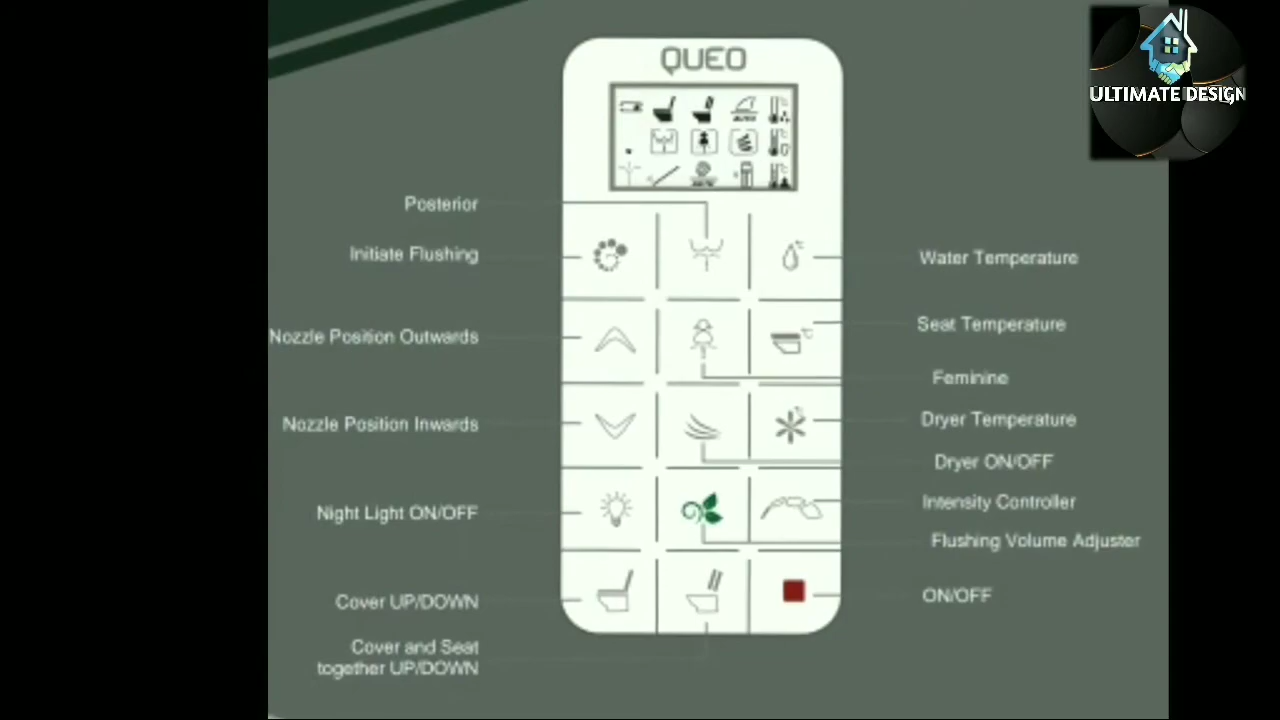 QUEO
ULTIMATE DESIGN
AUTO
Posterior
Initiate Flushing
Water Temperature
Nozzle Position Outwards
Seat Temperature
Feminine
Nozzle Position Inwards
Dryer Temperature
Dryer ON/OFF
Night Light ON/OFF
Intensity Controller
Flushing Volume Adjuster
Cover UP/DOWN
ON/OFF
Cover and Seat
together UP/DOWN